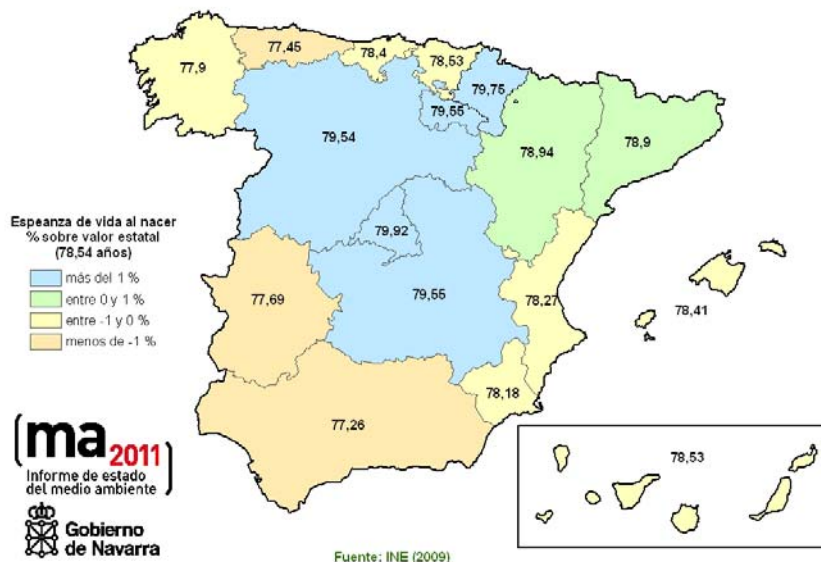 77,9
77,45
78,4
78,53
79,75
79,55
79,54
78,94
78,9
79,92
Espeanza de vida al nacer
% sobre valor estatal
(78,54 años)
más del 1 %
entre 0 y 1 %
entre -1 y 0 %
menos de -1 %
77,69
79,55
78,27
78,41
78,18
77,26
78,53
(ma 2011)
Informe de estado
del medio ambiente
Gobierno
de Navarra
Fuente: INE (2009)